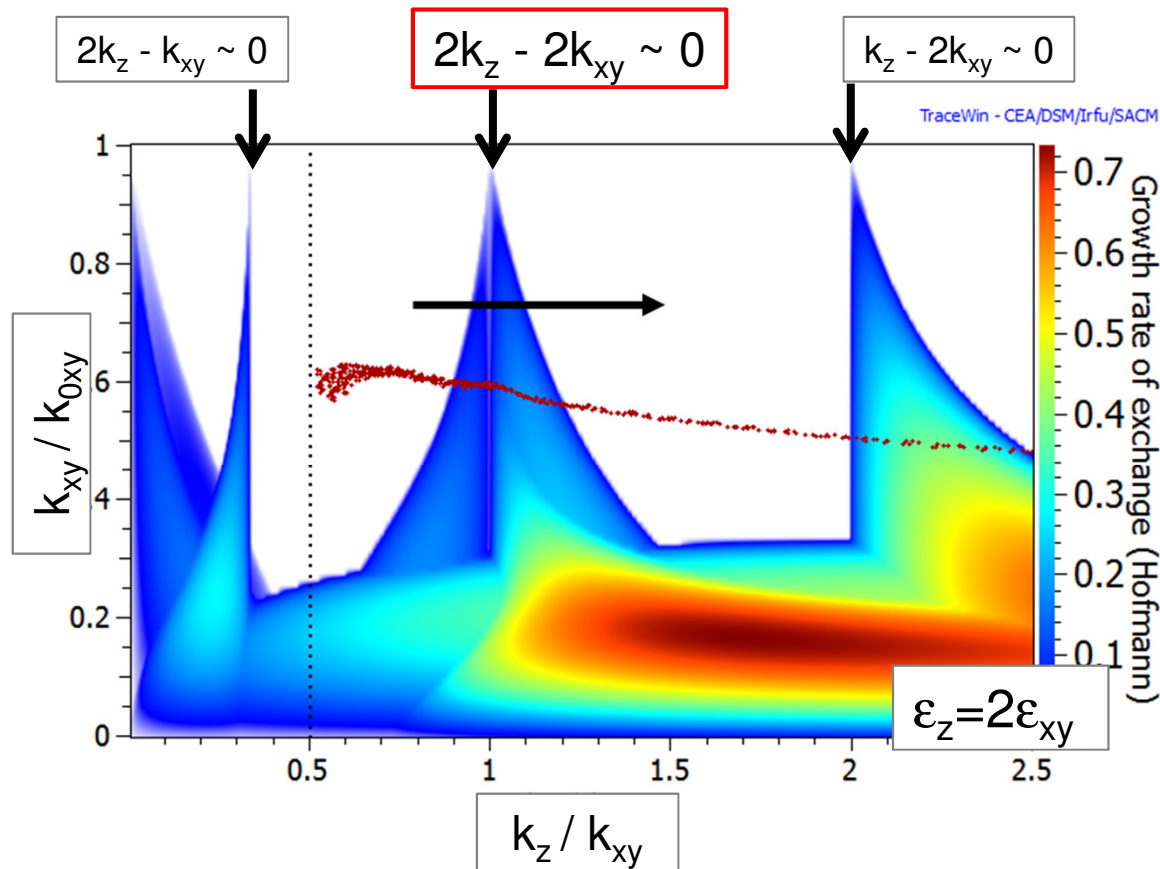 2kz - kxy ~ 0
2kz - 2kxy ~ 0
kz - 2kxy ~ 0
TraceWin - CEA/DSM/Irfu/SACM
1
0.8
.6
.4
0.2
0
kxy / k0xy
0.5
1
1.5
2
2.5
kz / kxy
εz=2εxy
0.7
0.6
0.5
0.4
0.3
0.2
0.1
Growth rate of exchange (Hofmann)